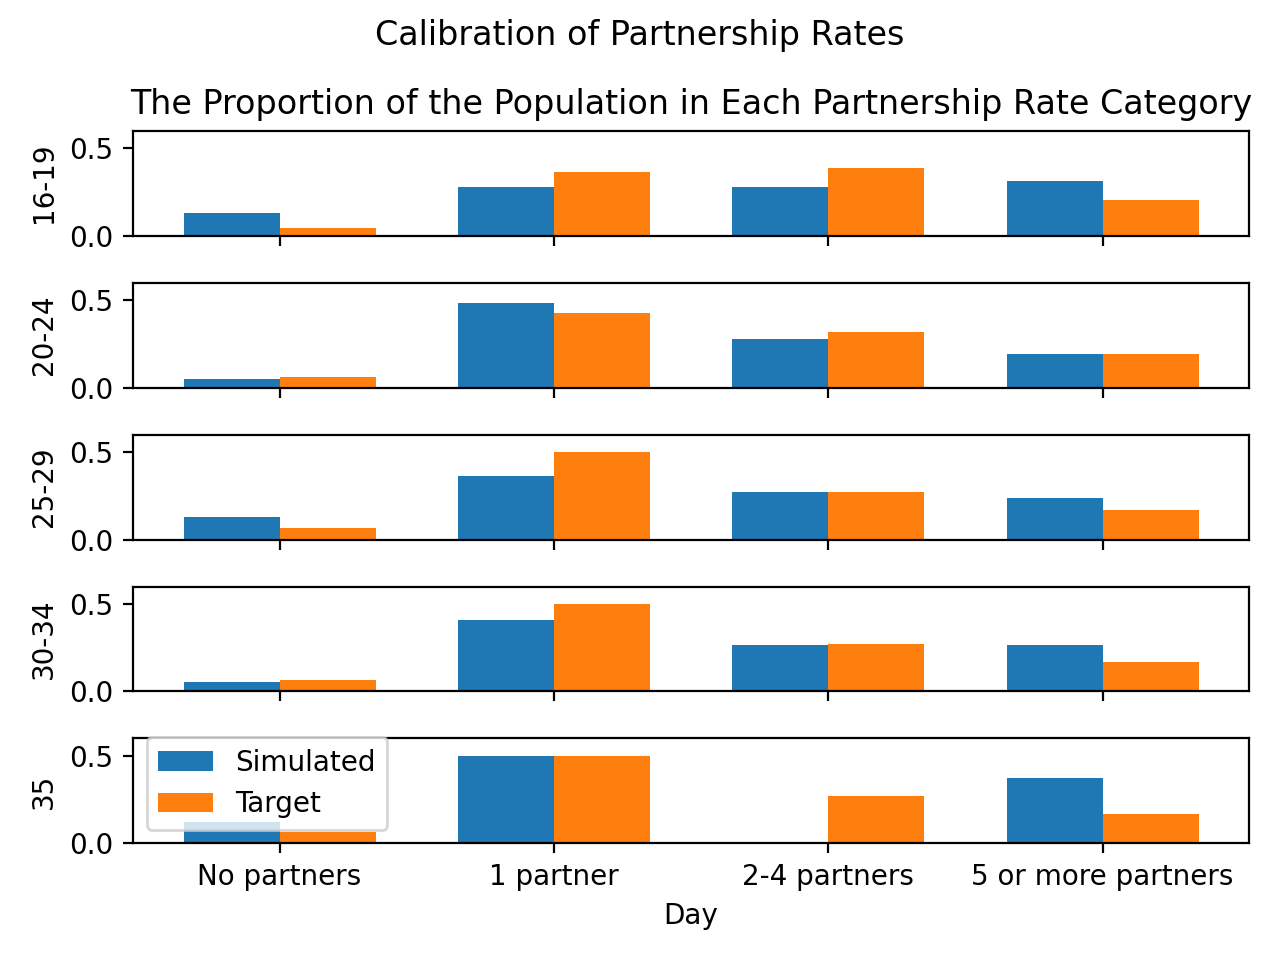 Calibration of Partnership Rates
The Proportion of the Population in Each Partnership Rate Category
16-19
0.5
0.0
20-24
0.5
0.0
25-29
0.5
0.0
30-34
0.5
0.0
35
0.5
0.0
Simulated
Target
No partners
1 partner
2-4 partners
5 or more partners
Day